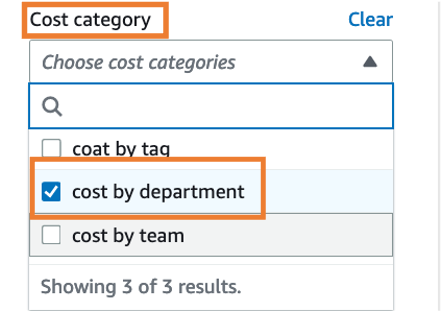 Cost category Clear
Choose cost categories
coat by tag
cost by department
cost by team
Showing 3 of 3 results.